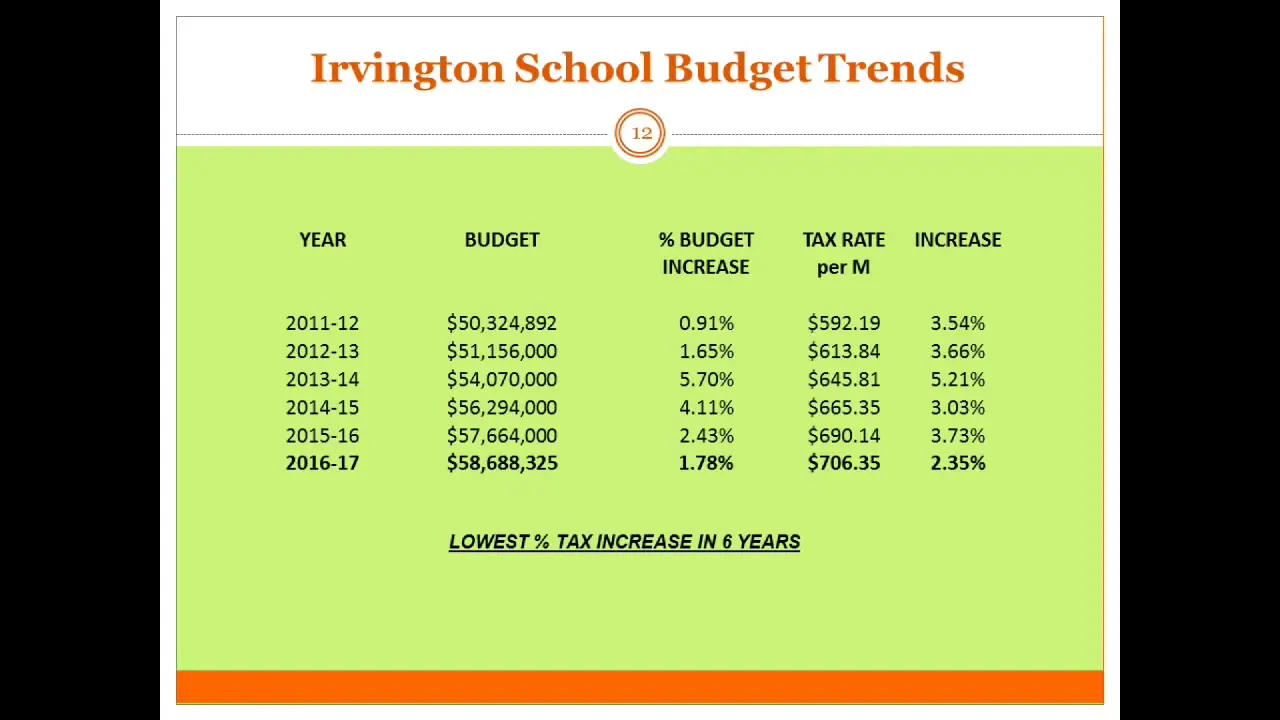 Irvington School Budget Trends
12
YEAR BUDGET % BUDGET TAX RATE INCREASE
INCREASE per M
2011-12 $50,324,892 0.91% $592.19 3.54%
2012-13 $51,156,000 1.65% $613.84 3.66%
2013-14 $54,070,000 5.70% $645.81 5.21%
2014-15 $56,294,000 4.11% $665.35 3.03%
2015-16 $57,664,000 2.43% $690.14 3.73%
2016-17 $58,688,325 1.78% $706.35 2.35%
LOWEST % TAX INCREASE IN 6 YEARS